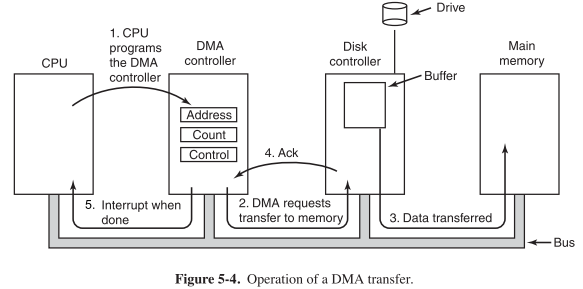 Drive
1. CPU
programs
the DMA
controller
CPU
DMA
controller
Disk
controller
Main
memory
Buffer
Address
Count
Control
4. Ack
5. Interrupt when
done
2. DMA requests
transfer to memory
3. Data transferred
Bus
Figure 5-4. Operation of a DMA transfer.